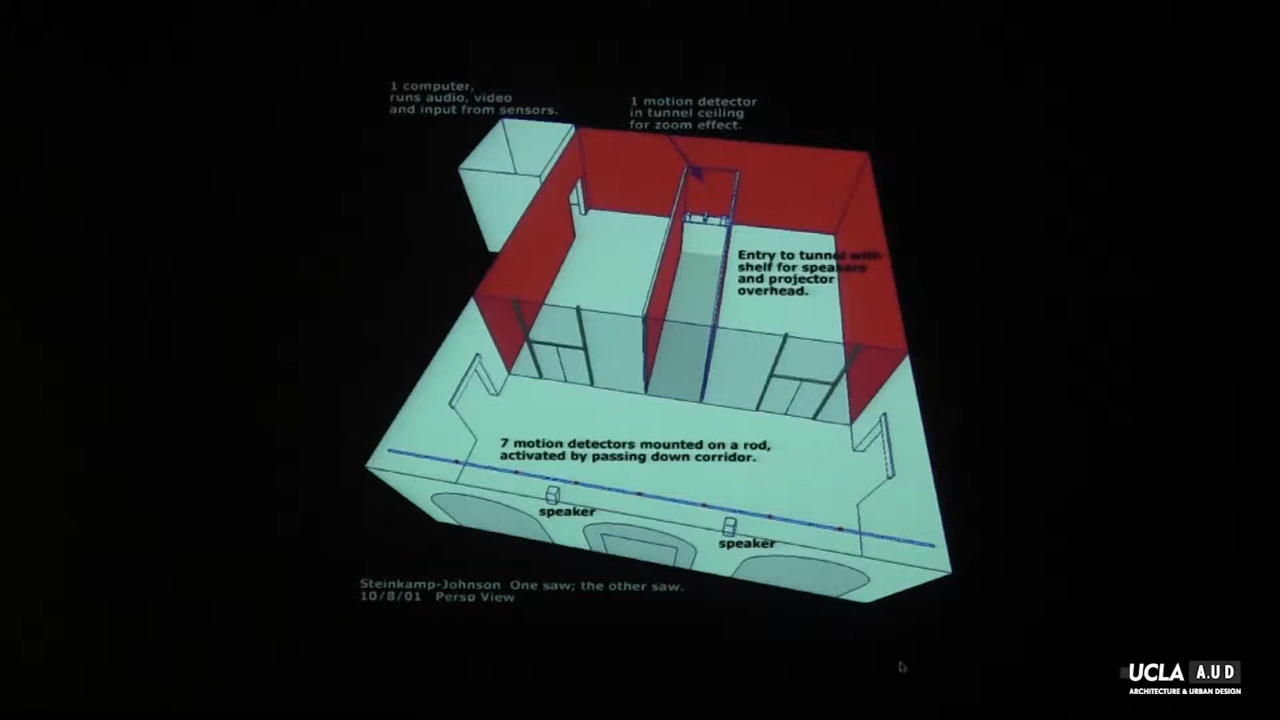 1 computer,
runs audio, video
and input from sensors.
1 motion detector
in tunnel ceiling
for zoom effect.
Entry to tunnel with
shelf for speakers
and projector
overhead.
7 motion detectors mounted on a rod,
activated by passing down corridor.
speaker
speaker
Steinkamp-Johnson One saw; the other saw.
10/8/01 Persp View
UCLA A.UD
ARCHITECTURE & URBAN DESIGN